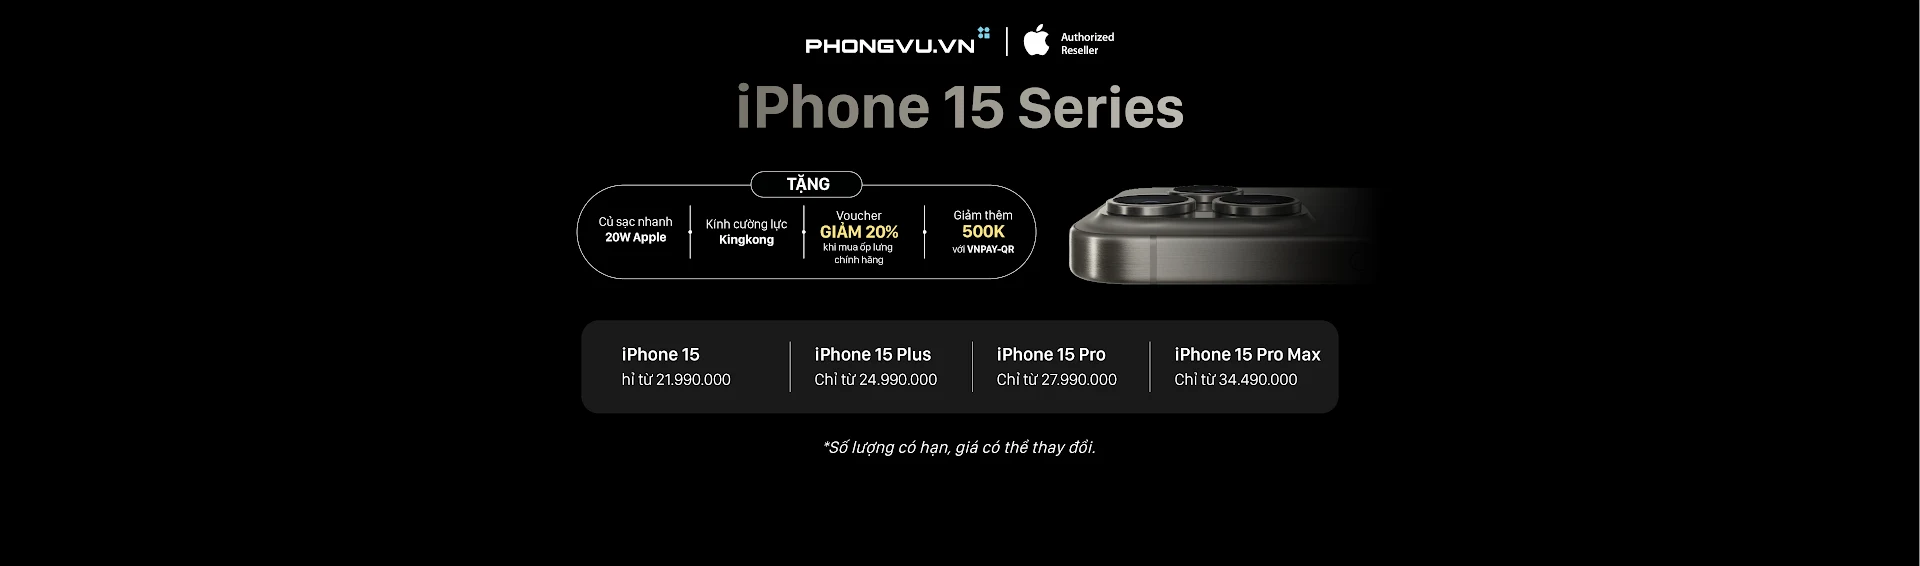 PHONGVU.VN
Authorized
Reseller
iPhone 15 Series
TẶNG
Củ sạc nhanh
20W Apple
Kính cường lực
Kingkong
Voucher
GIẢM 20%
khi mua ốp lưng
chính hãng
Giảm thêm
500K
với VNPAY-QR
iPhone 15
hỉ từ 21.990.000
iPhone 15 Plus
Chỉ từ 24.990.000
iPhone 15 Pro
Chỉ từ 27.990.000
iPhone 15 Pro Max
Chỉ từ 34.490.000
*Số lượng có hạn, giá có thể thay đổi.